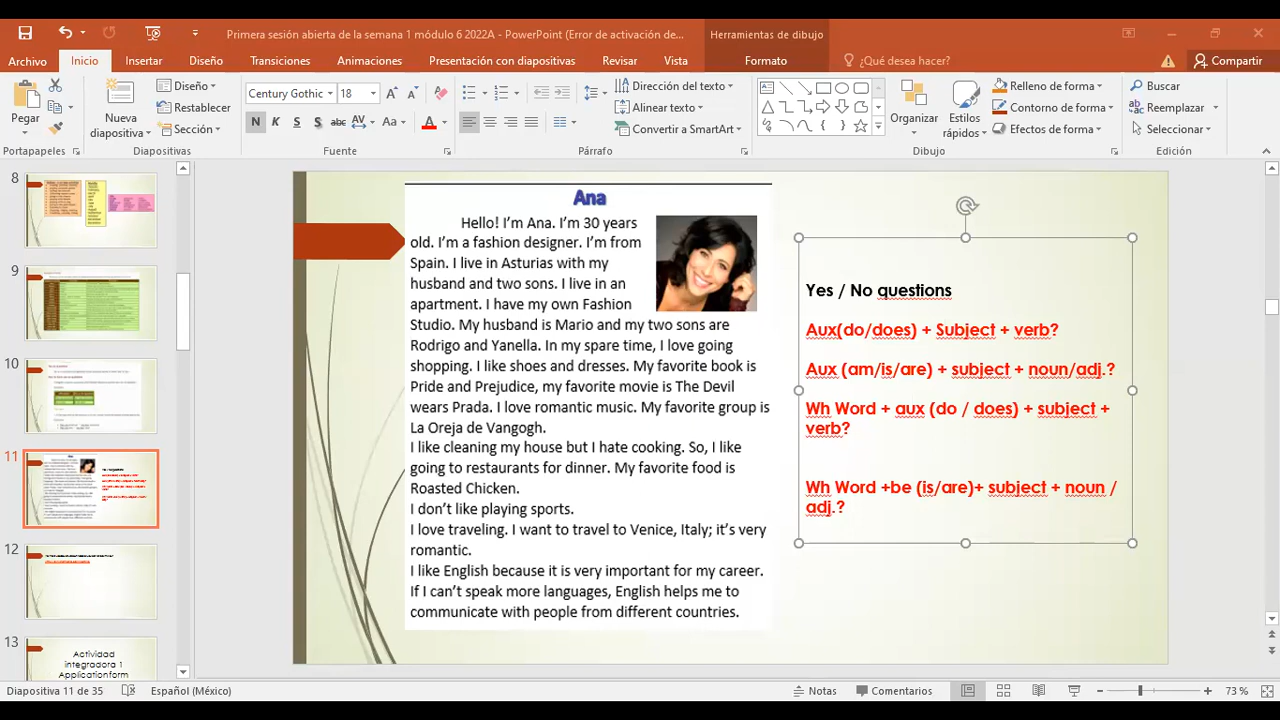 Primera sesión abierta de la semana 1 módulo 6 2022A - PowerPoint (Error de activación de...
Herramientas de dibujo
Archivo
Inicio
Insertar
Diseño
Transiciones
Animaciones
Presentación con diapositivas
Revisar
Vista
Formato
¿Qué desea hacer?
Compartir
Pegar
Nueva diapositiva
Diseño
Restablecer
Sección
Century Gothic
18
N K S S abc AV Aa A
Dirección del texto
Alinear texto
Convertir a SmartArt
Organizar
Estilos rápidos
Relleno de forma
Contorno de forma
Efectos de forma
Buscar
Reemplazar
Seleccionar
Portapapeles
Diapositivas
Fuente
Párrafo
Dibujo
Edición
8
9
10
11
12
13
Actividad
integradora 1
Applicationform
Ana
Hello! I'm Ana. I'm 30 years
old. I'm a fashion designer. I'm from
Spain. I live in Asturias with my
husband and two sons. I live in an
apartment. I have my own Fashion
Studio. My husband is Mario and my two sons are
Rodrigo and Yanella. In my spare time, I love going
shopping. I like shoes and dresses. My favorite book is
Pride and Prejudice, my favorite movie is The Devil
wears Prada. I love romantic music. My favorite group is
La Oreja de Vangogh.
I like cleaning my house but I hate cooking. So, I like
going to restaurants for dinner. My favorite food is
Roasted Chicken.
I don't like playing sports.
I love traveling. I want to travel to Venice, Italy; it's very
romantic.
I like English because it is very important for my career.
If I can't speak more languages, English helps me to
communicate with people from different countries.
Yes / No questions
Aux(do/does) + Subject + verb?
Aux (am/is/are) + subject + noun/adj.?
Wh Word + aux (do / does) + subject +
verb?
Wh Word +be (is/are)+ subject + noun /
adj.?
Diapositiva 11 de 35
Español (México)
Notas
Comentarios
73 %